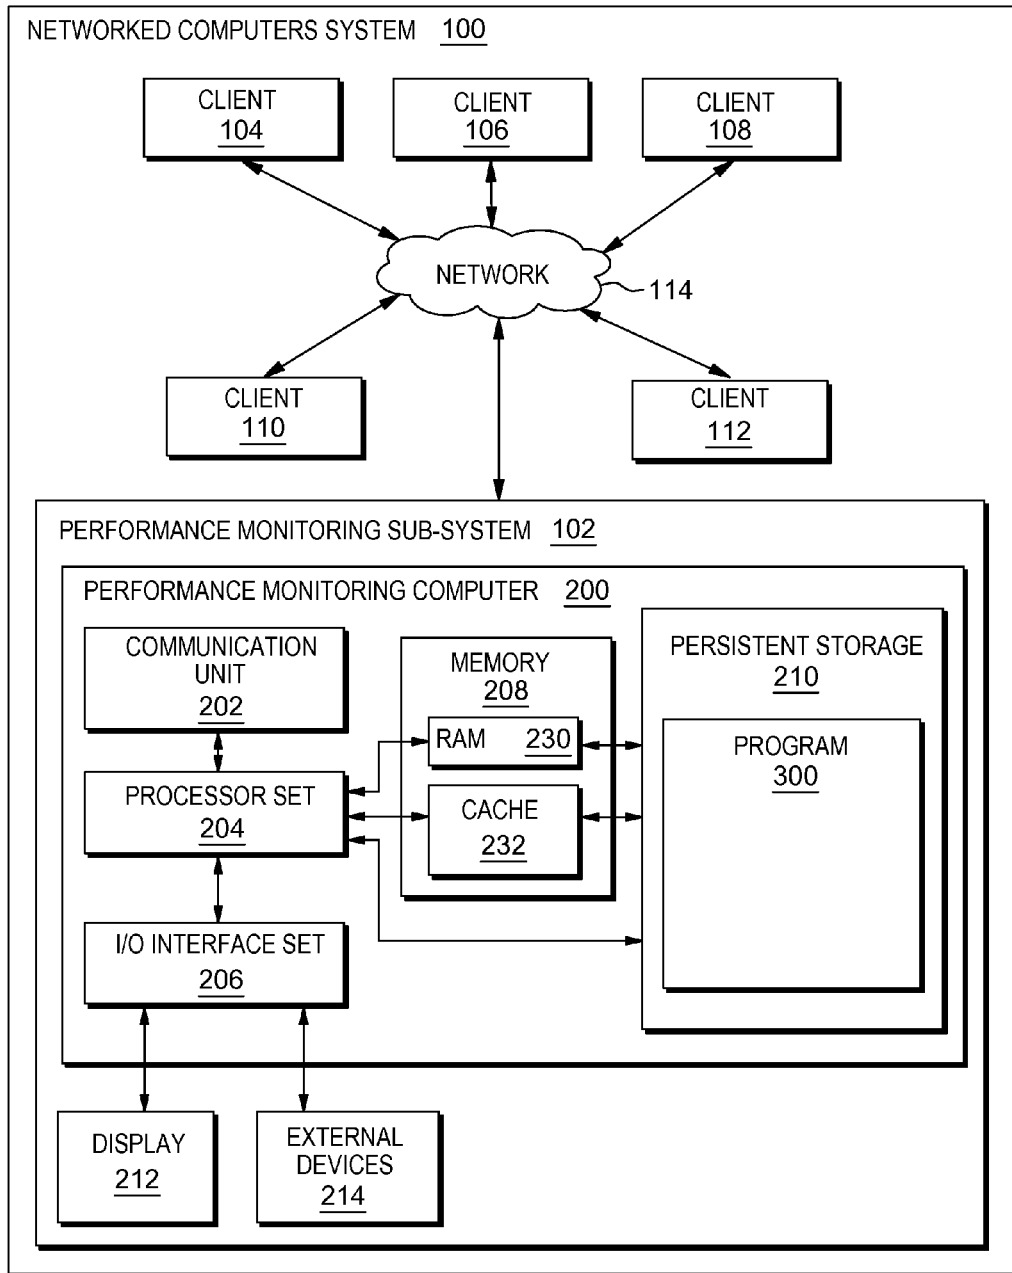 NETWORKED COMPUTERS SYSTEM 100
CLIENT
104
CLIENT
106
CLIENT
108
NETWORK
114
CLIENT
110
CLIENT
112
PERFORMANCE MONITORING SUB-SYSTEM 102
PERFORMANCE MONITORING COMPUTER 200
COMMUNICATION
UNIT
202
PROCESSOR SET
204
I/O INTERFACE SET
206
MEMORY
208
RAM 230
CACHE
232
PERSISTENT STORAGE
210
PROGRAM
300
DISPLAY
212
EXTERNAL
DEVICES
214